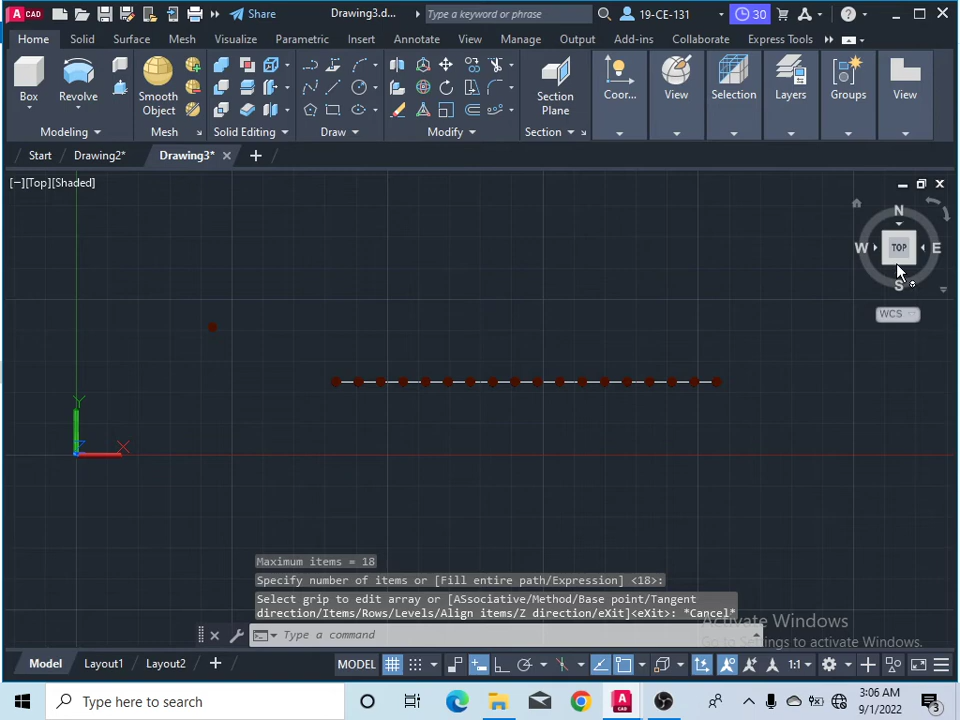 A CAD
Share
Drawing3.d...
Type a keyword or phrase
19-CE-131
30
Home
Solid
Surface
Mesh
Visualize
Parametric
Insert
Annotate
View
Manage
Output
Add-ins
Collaborate
Express Tools
Box
Revolve
Smooth
Object
Section
Plane
Coor...
View
Selection
Layers
Groups
View
Modeling
Mesh
Solid Editing
Draw
Modify
Section
Start
Drawing2*
Drawing3*
[−][Top][Shaded]
N
W
TOP
E
S
WCS
Y
X
Z
Maximum items = 18
Specify number of items or [Fill entire path/Expression] <18>:
Select grip to edit array or [ASsociative/Method/Base point/Tangent
direction/Items/Rows/Levels/Align items/Z direction/eXit]<eXit>: *Cancel*
Type a command
Activate Windows
Go to Settings to activate Windows.
Model
Layout1
Layout2
MODEL
1:1
Type here to search
3:06 AM
9/1/2022
3